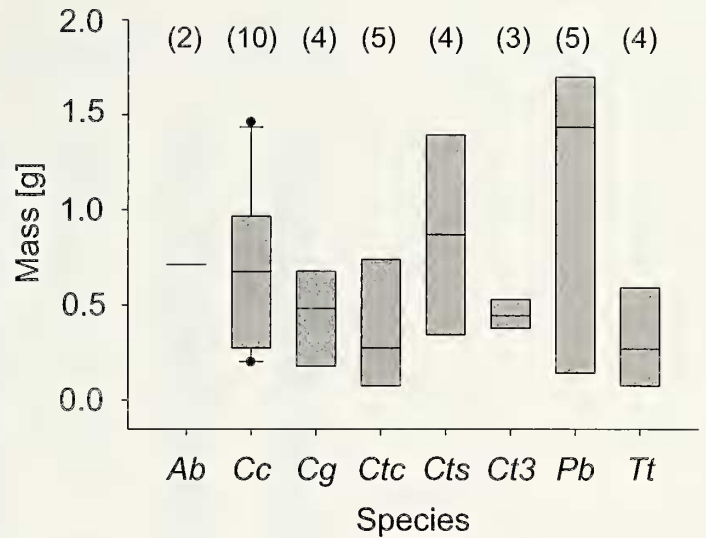 2.0
(2) (10) (4) (5) (4) (3) (5) (4)
1.5
1.0
0.5
0.0
Mass [g]
Ab Cc Cg Ctc Cts Ct3 Pb Tt
Species